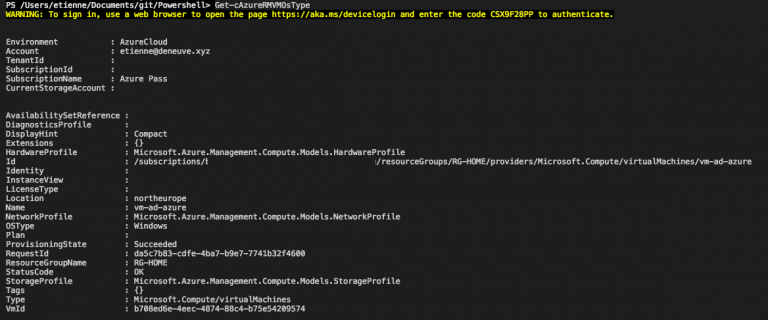 PS /Users/etienne/Documents/git/Powershell> Get-cAzureRMVMOsType
WARNING: To sign in, use a web browser to open the page https://aka.ms/devicelogin and enter the code CSX9F28PP to authenticate.
Environment : AzureCloud
Account : etienne@deneuve.xyz
TenantId :
SubscriptionId :
SubscriptionName : Azure Pass
CurrentStorageAccount :
AvailabilitySetReference :
DiagnosticsProfile :
DisplayHint : Compact
Extensions : {}
HardwareProfile : Microsoft.Azure.Management.Compute.Models.HardwareProfile
Id : /subscriptions/ /resourceGroups/RG-HOME/providers/Microsoft.Compute/virtualMachines/vm-ad-azure
Identity :
InstanceView :
LicenseType :
Location : northeurope
Name : vm-ad-azure
NetworkProfile : Microsoft.Azure.Management.Compute.Models.NetworkProfile
OSType : Windows
Plan :
ProvisioningState : Succeeded
RequestId : da5c7b83-cdfe-4ba7-b9e7-7741b32f4600
ResourceGroupName : RG-HOME
StatusCode : OK
StorageProfile : Microsoft.Azure.Management.Compute.Models.StorageProfile
Tags : {}
Type : Microsoft.Compute/virtualMachines
VmId : b708ed6e-4eec-4874-88c4-b75e54209574